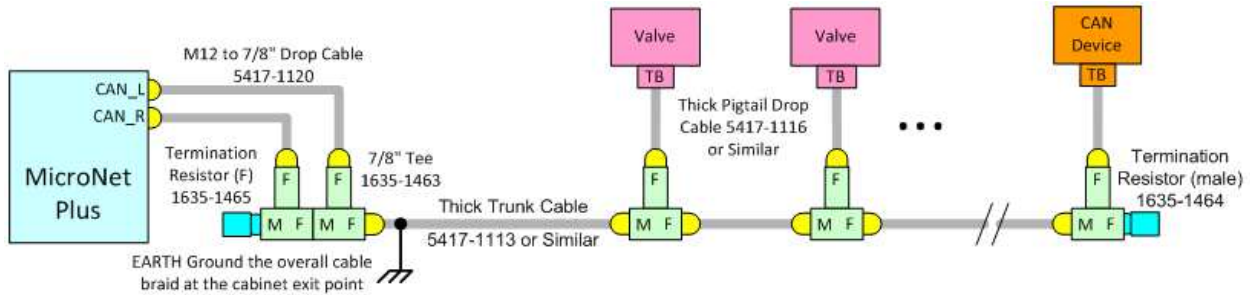 M12 to 7/8" Drop Cable
5417-1120
CAN_L
CAN_R
MicroNet
Plus
Termination
Resistor (F)
1635-1465
7/8" Tee
1635-1463
F
F
M F M F
EARTH Ground the overall cable
braid at the cabinet exit point
Thick Trunk Cable
5417-1113 or Similar
Valve
TB
Thick Pigtail Drop
Cable 5417-1116
or Similar
F
M F
Valve
TB
F
M F
...
CAN
Device
TB
F
M F
Termination
Resistor (male)
1635-1464